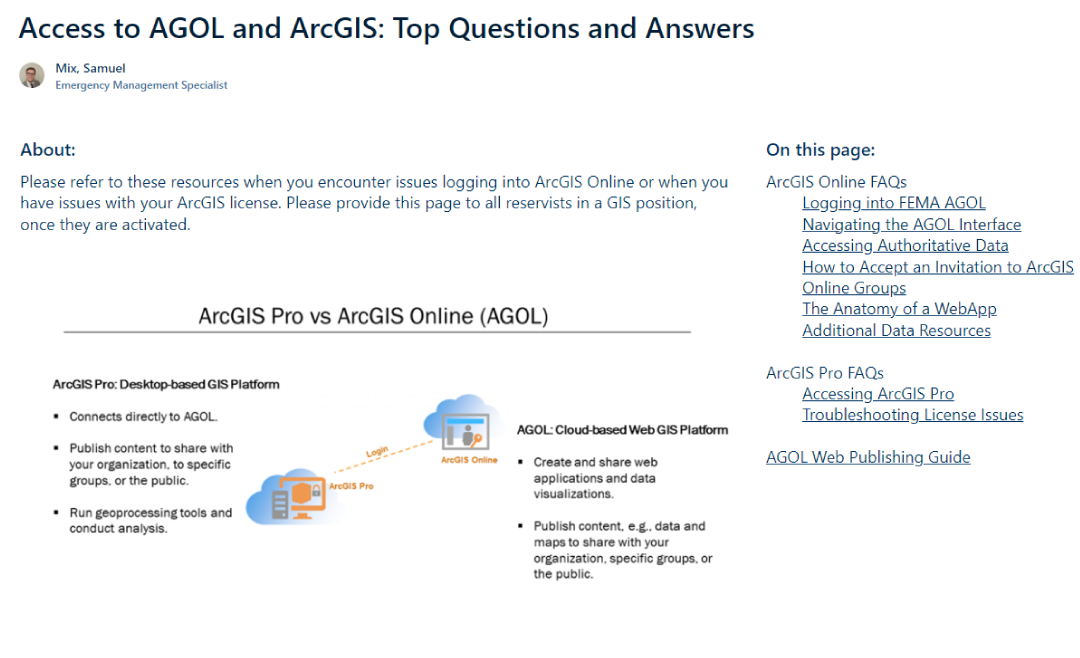 Access to AGOL and ArcGIS: Top Questions and Answers
Mix, Samuel
Emergency Management Specialist
About:
Please refer to these resources when you encounter issues logging into ArcGIS Online or when you
have issues with your ArcGIS license. Please provide this page to all reservists in a GIS position,
once they are activated.
ArcGIS Pro vs ArcGIS Online (AGOL)
ArcGIS Pro: Desktop-based GIS Platform
▪ Connects directly to AGOL.
▪ Publish content to share with
your organization, to specific
groups, or the public.
▪ Run geoprocessing tools and
conduct analysis.
Login
ArcGIS Pro
ArcGIS Online
AGOL: Cloud-based Web GIS Platform
▪ Create and share web
applications and data
visualizations.
▪ Publish content, e.g., data and
maps to share with your
organization, specific groups, or
the public.
On this page:
ArcGIS Online FAQs
Logging into FEMA AGOL
Navigating the AGOL Interface
Accessing Authoritative Data
How to Accept an Invitation to ArcGIS
Online Groups
The Anatomy of a WebApp
Additional Data Resources
ArcGIS Pro FAQs
Accessing ArcGIS Pro
Troubleshooting License Issues
AGOL Web Publishing Guide